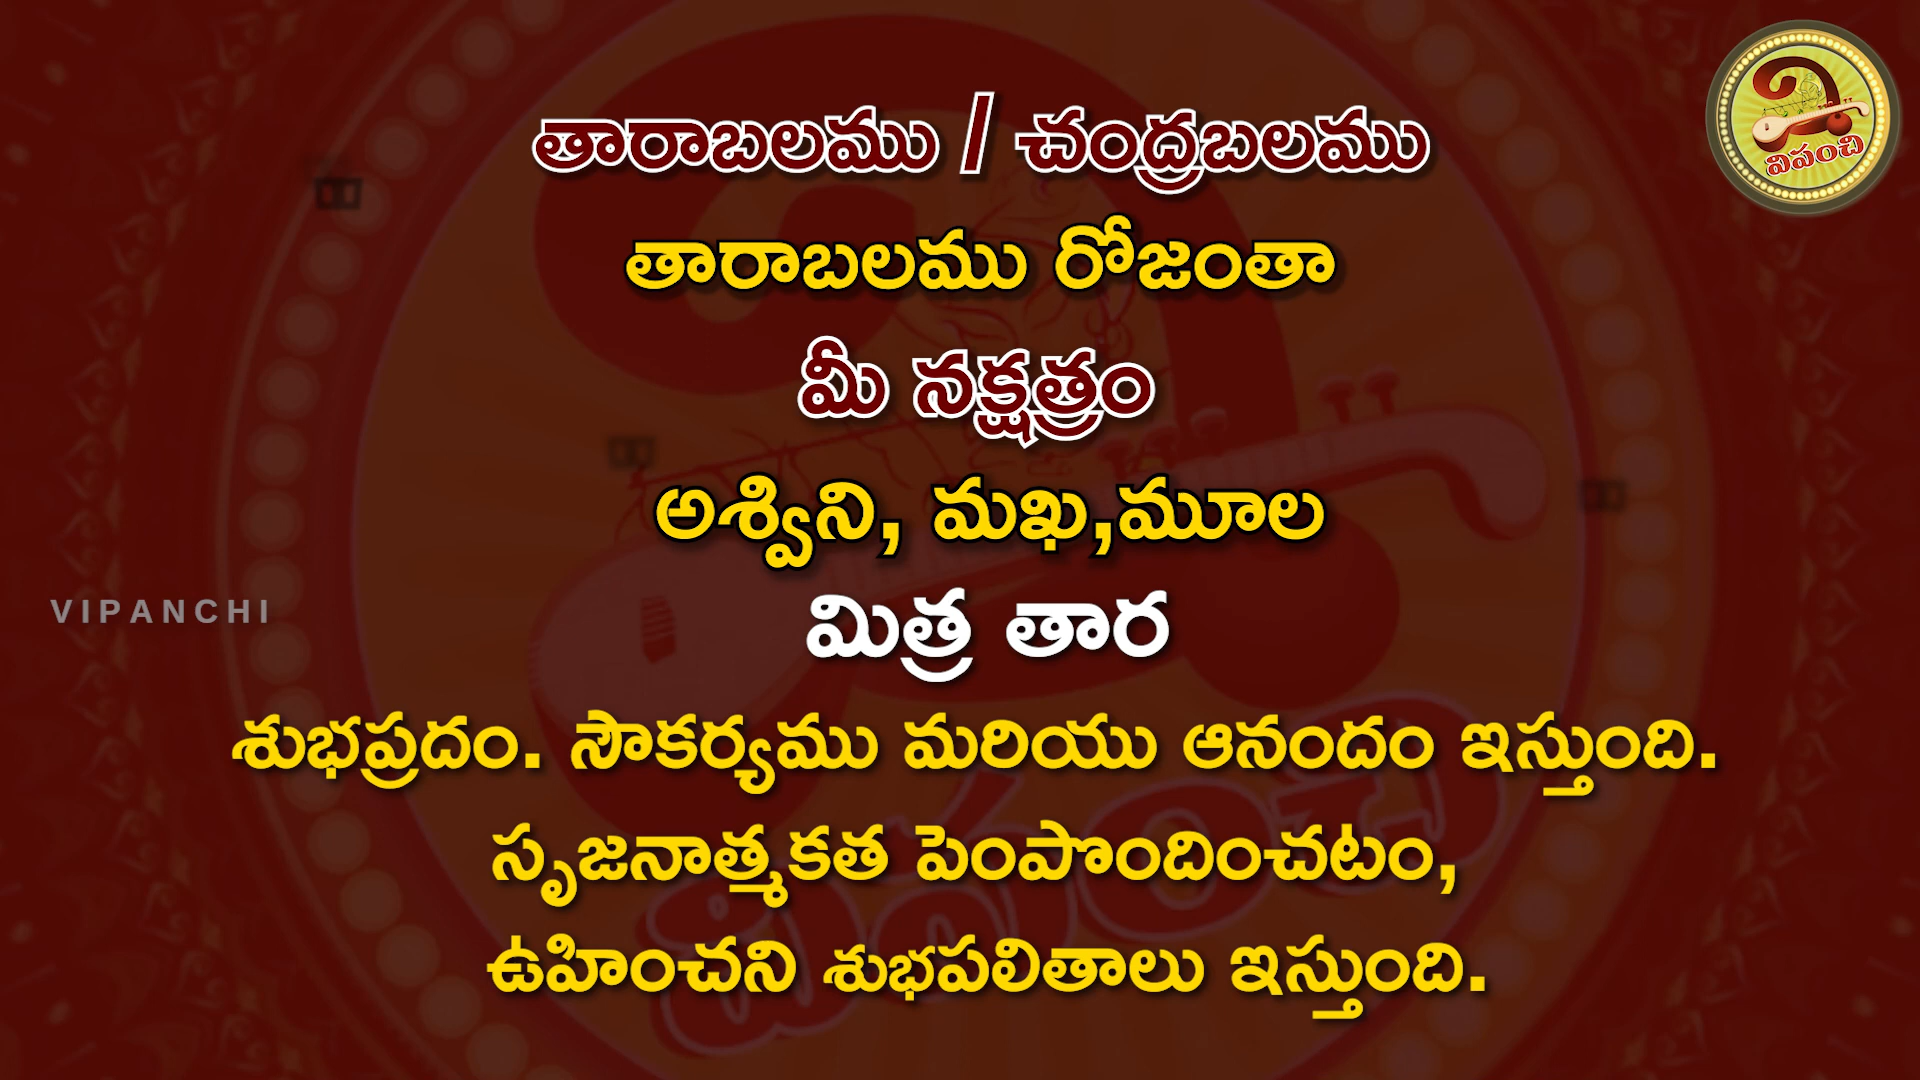 తారాబలము / చంద్రబలము
విపంచి
తారాబలము రోజంతా
మీ నక్షత్రం
అశ్విని, మఖ,మూల
VIPANCHI
మిత్ర తార
శుభప్రదం. సౌకర్యము మరియు ఆనందం ఇస్తుంది.
సృజనాత్మకత పెంపొందించటం,
ఉహించని శుభపలితాలు ఇస్తుంది.
విపంచి